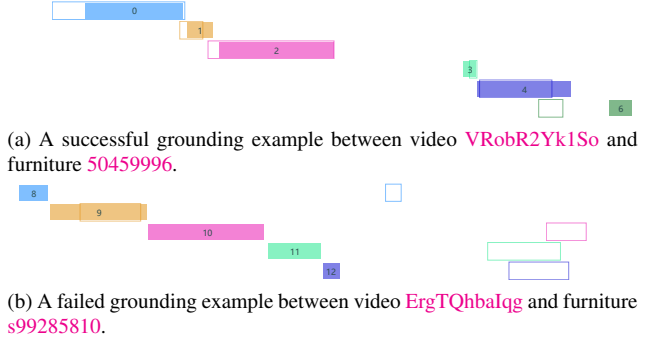 0
1
2
3
4
6
(a) A successful grounding example between video VRobR2Yk1So and
furniture 50459996.
8
9
10
11
12
(b) A failed grounding example between video ErgTQhbaIqg and furniture
s99285810.